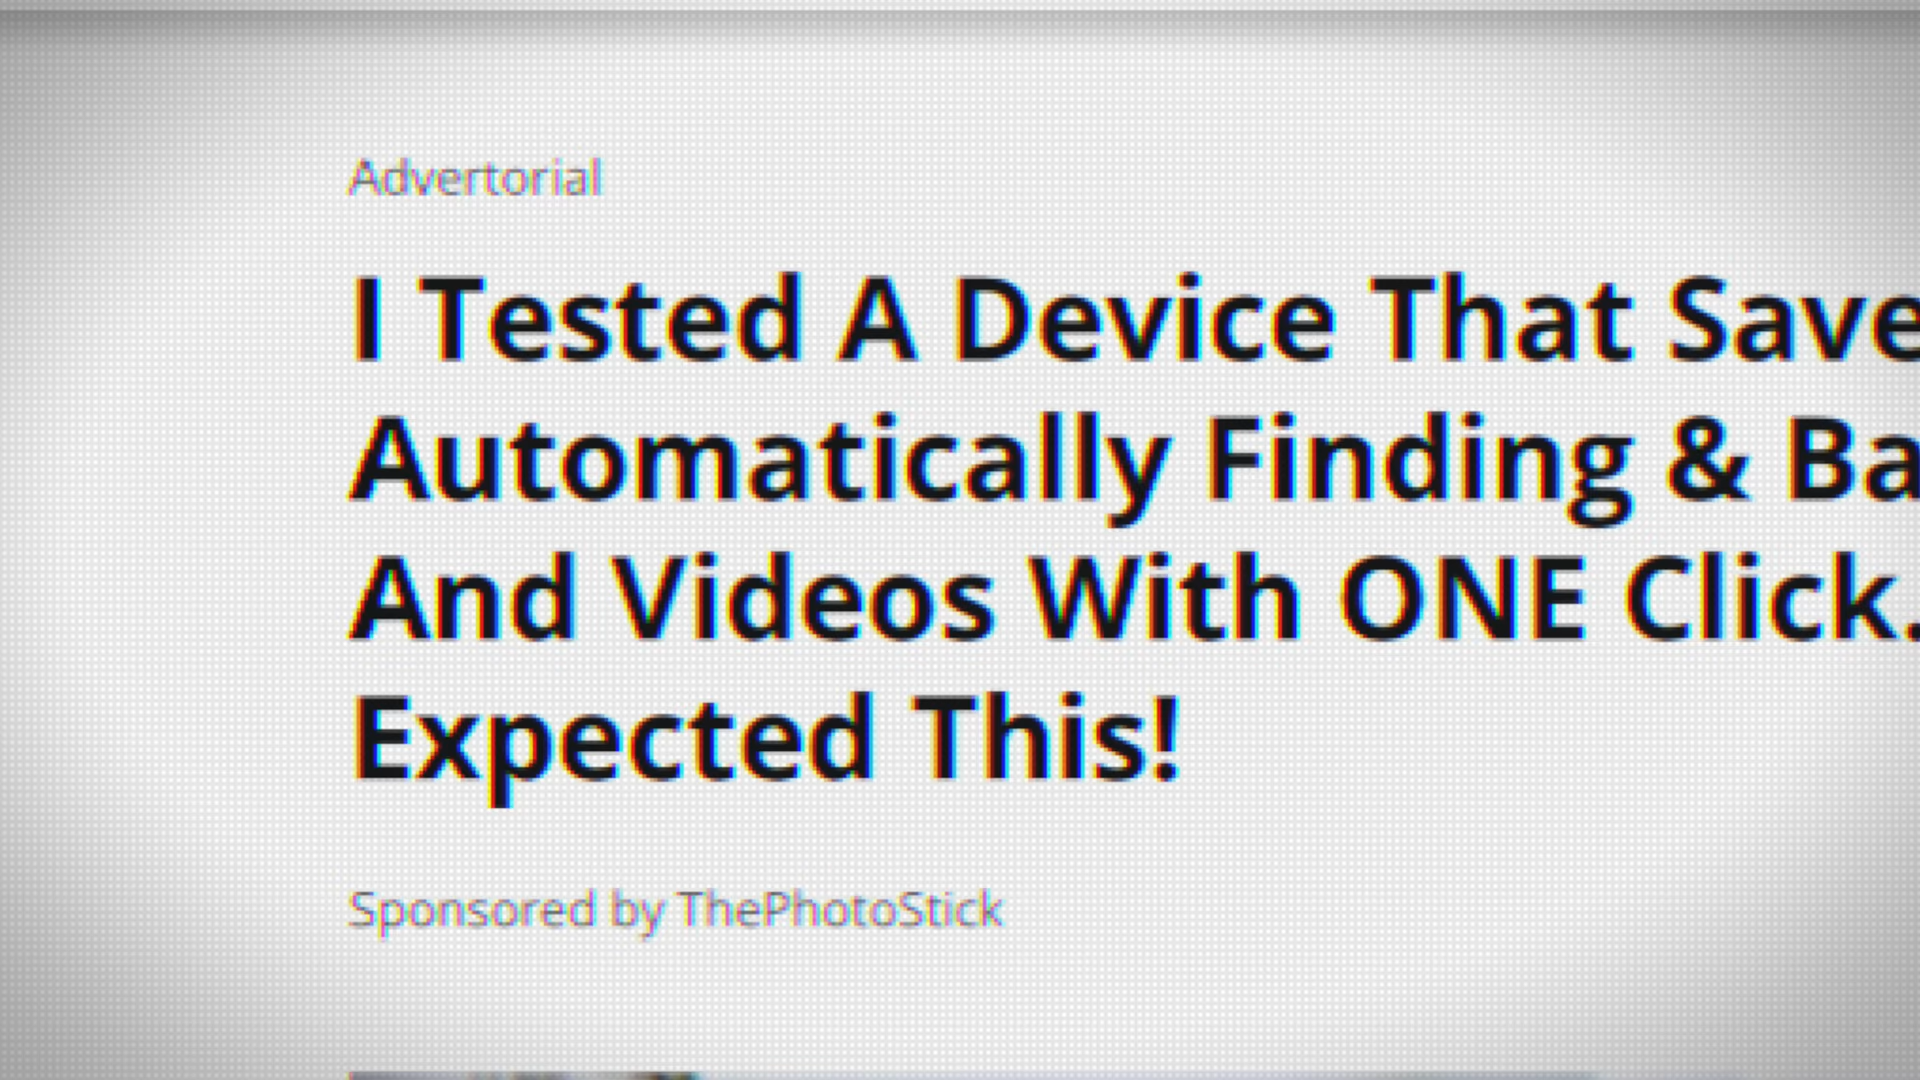 Advertorial
I Tested A Device That Save
Automatically Finding & Ba
And Videos With ONE Click.
Expected This!
Sponsored by ThePhotoStick